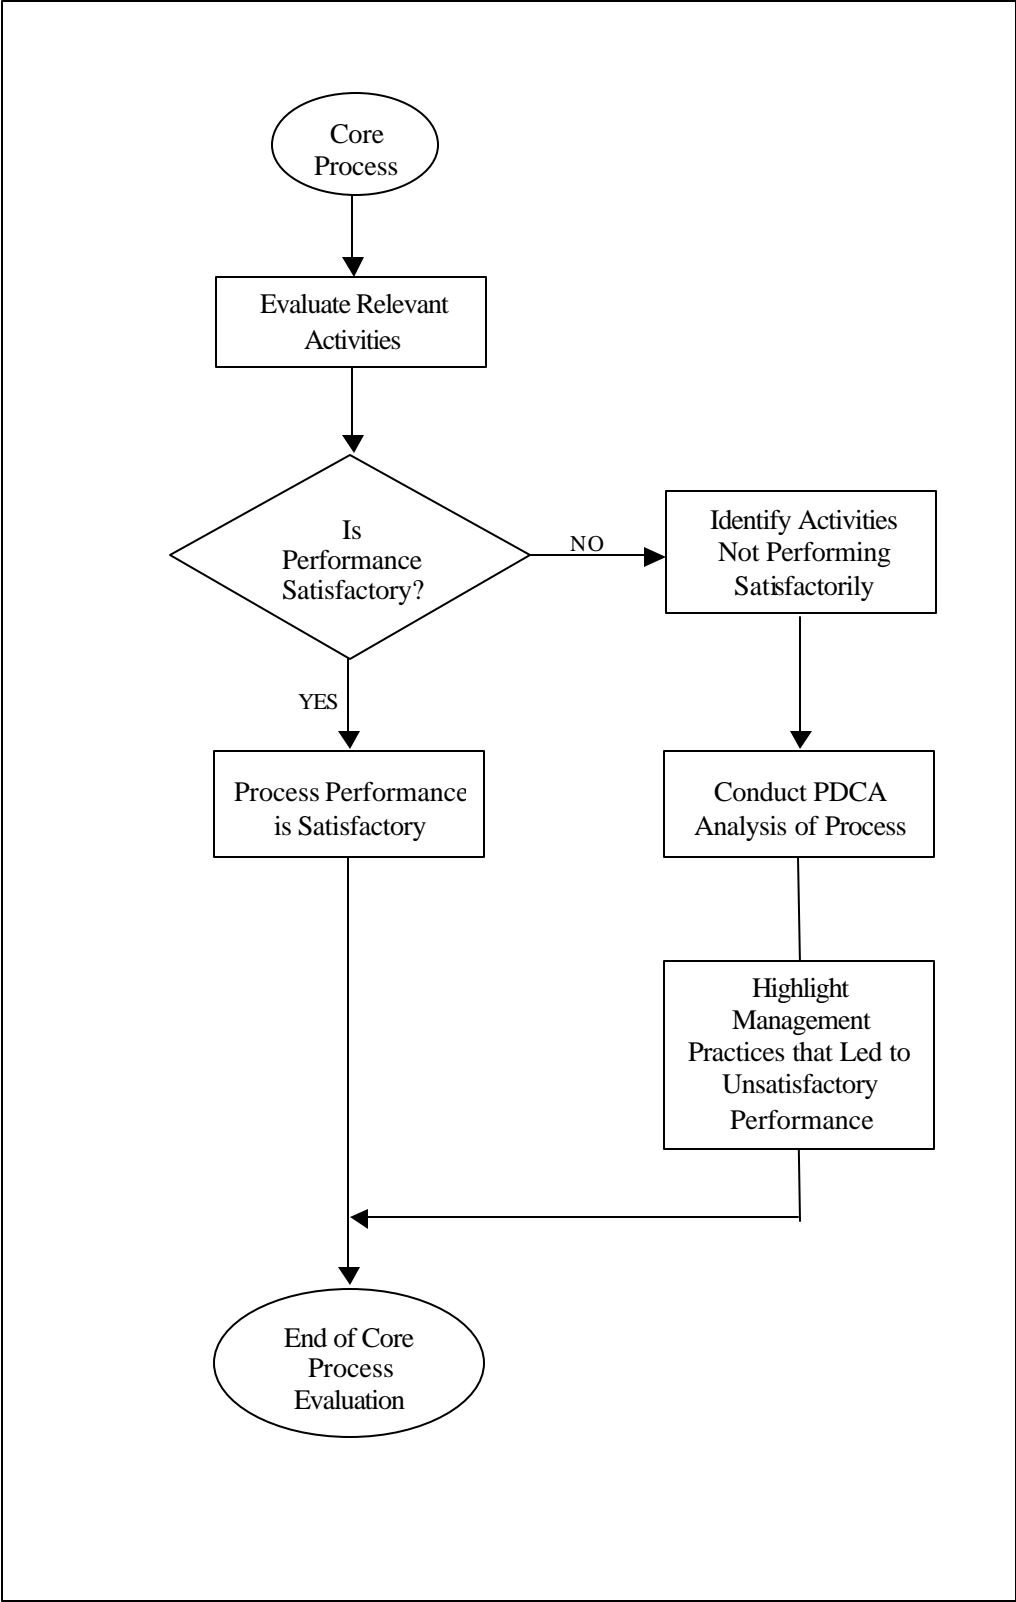 Core
Process
Evaluate Relevant
Activities
Is
Performance
Satisfactory?
NO
Identify Activities
Not Performing
Satisfactorily
YES
Process Performance
is Satisfactory
Conduct PDCA
Analysis of Process
Highlight
Management
Practices that Led to
Unsatisfactory
Performance
End of Core
Process
Evaluation